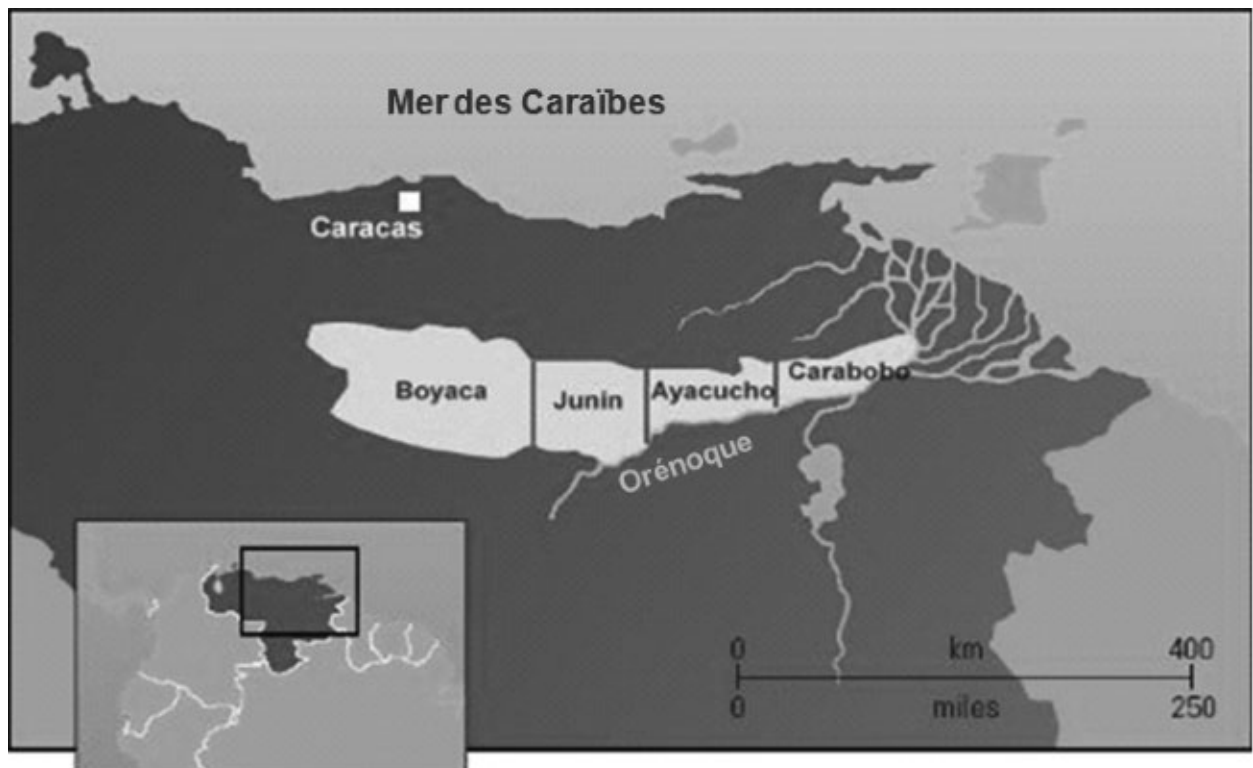 Mer des Caraïbes
Caracas
Boyaca
Junin
Ayacucho
Carabobo
Orénoque
0 km 400
0 miles 250